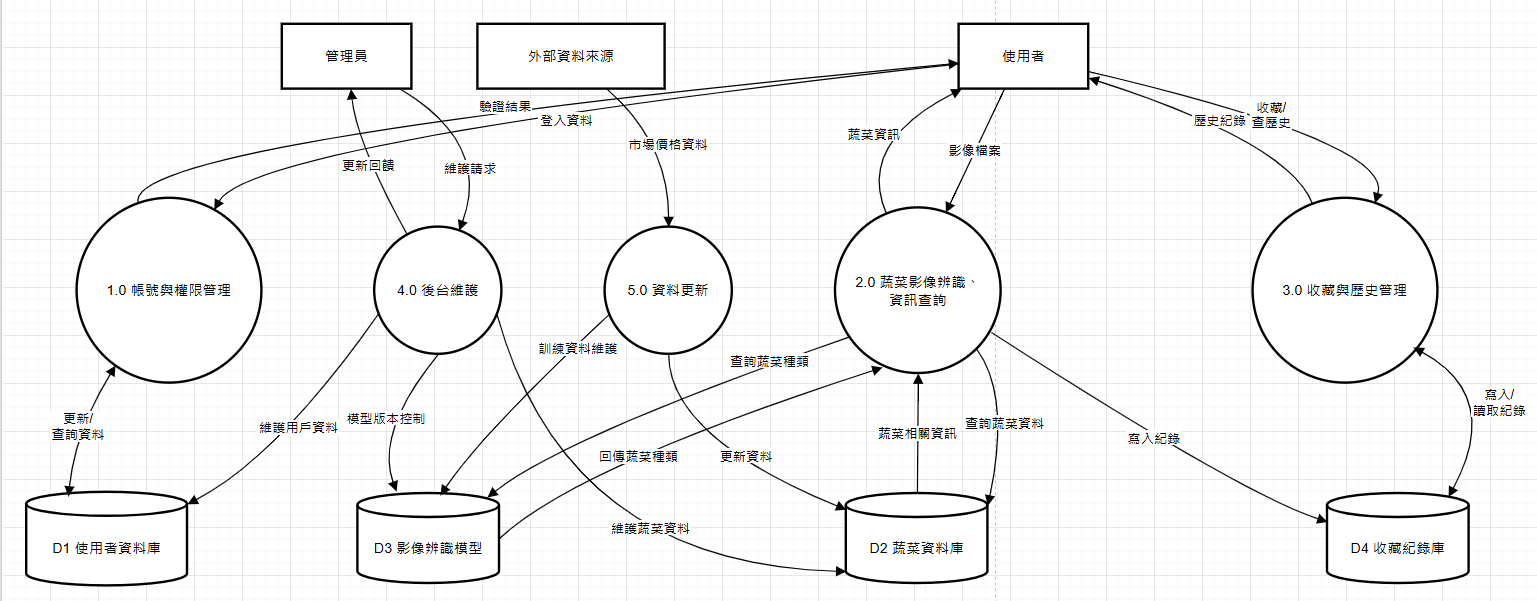 管理員
外部資料來源
使用者
驗證結果
登入資料
收藏/
查歷史
歷史紀錄
蔬菜資訊
影像檔案
市場價格資料
更新回饋
維護請求
1.0 帳號與權限管理
4.0 後台維護
5.0 資料更新
2.0 蔬菜影像辨識、
資訊查詢
3.0 收藏與歷史管理
訓練資料維護
查詢蔬菜種類
更新/
查詢資料
維護用戶資料
模型版本控制
蔬菜相關資訊
查詢蔬菜資料
寫入紀錄
寫入/
讀取紀錄
回傳蔬菜種類
更新資料
維護蔬菜資料
D1 使用者資料庫
D3 影像辨識模型
D2 蔬菜資料庫
D4 收藏紀錄庫